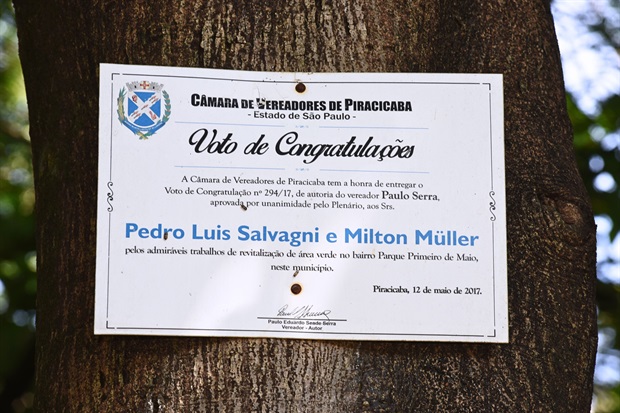 CÂMARA DE VEREADORES DE PIRACICABA
- Estado de São Paulo -
Voto de Congratulações
A Câmara de Vereadores de Piracicaba tem a honra de entregar o
Voto de Congratulação nº 294/17, de autoria do vereador Paulo Serra,
aprovada por unanimidade pelo Plenário, aos Srs.
Pedro Luis Salvagni e Milton Müller
pelos admiráveis trabalhos de revitalização de área verde no bairro Parque Primeiro de Maio,
neste município.
Piracicaba, 12 de maio de 2017.
Paulo Eduardo Seade Serra
Vereador - Autor